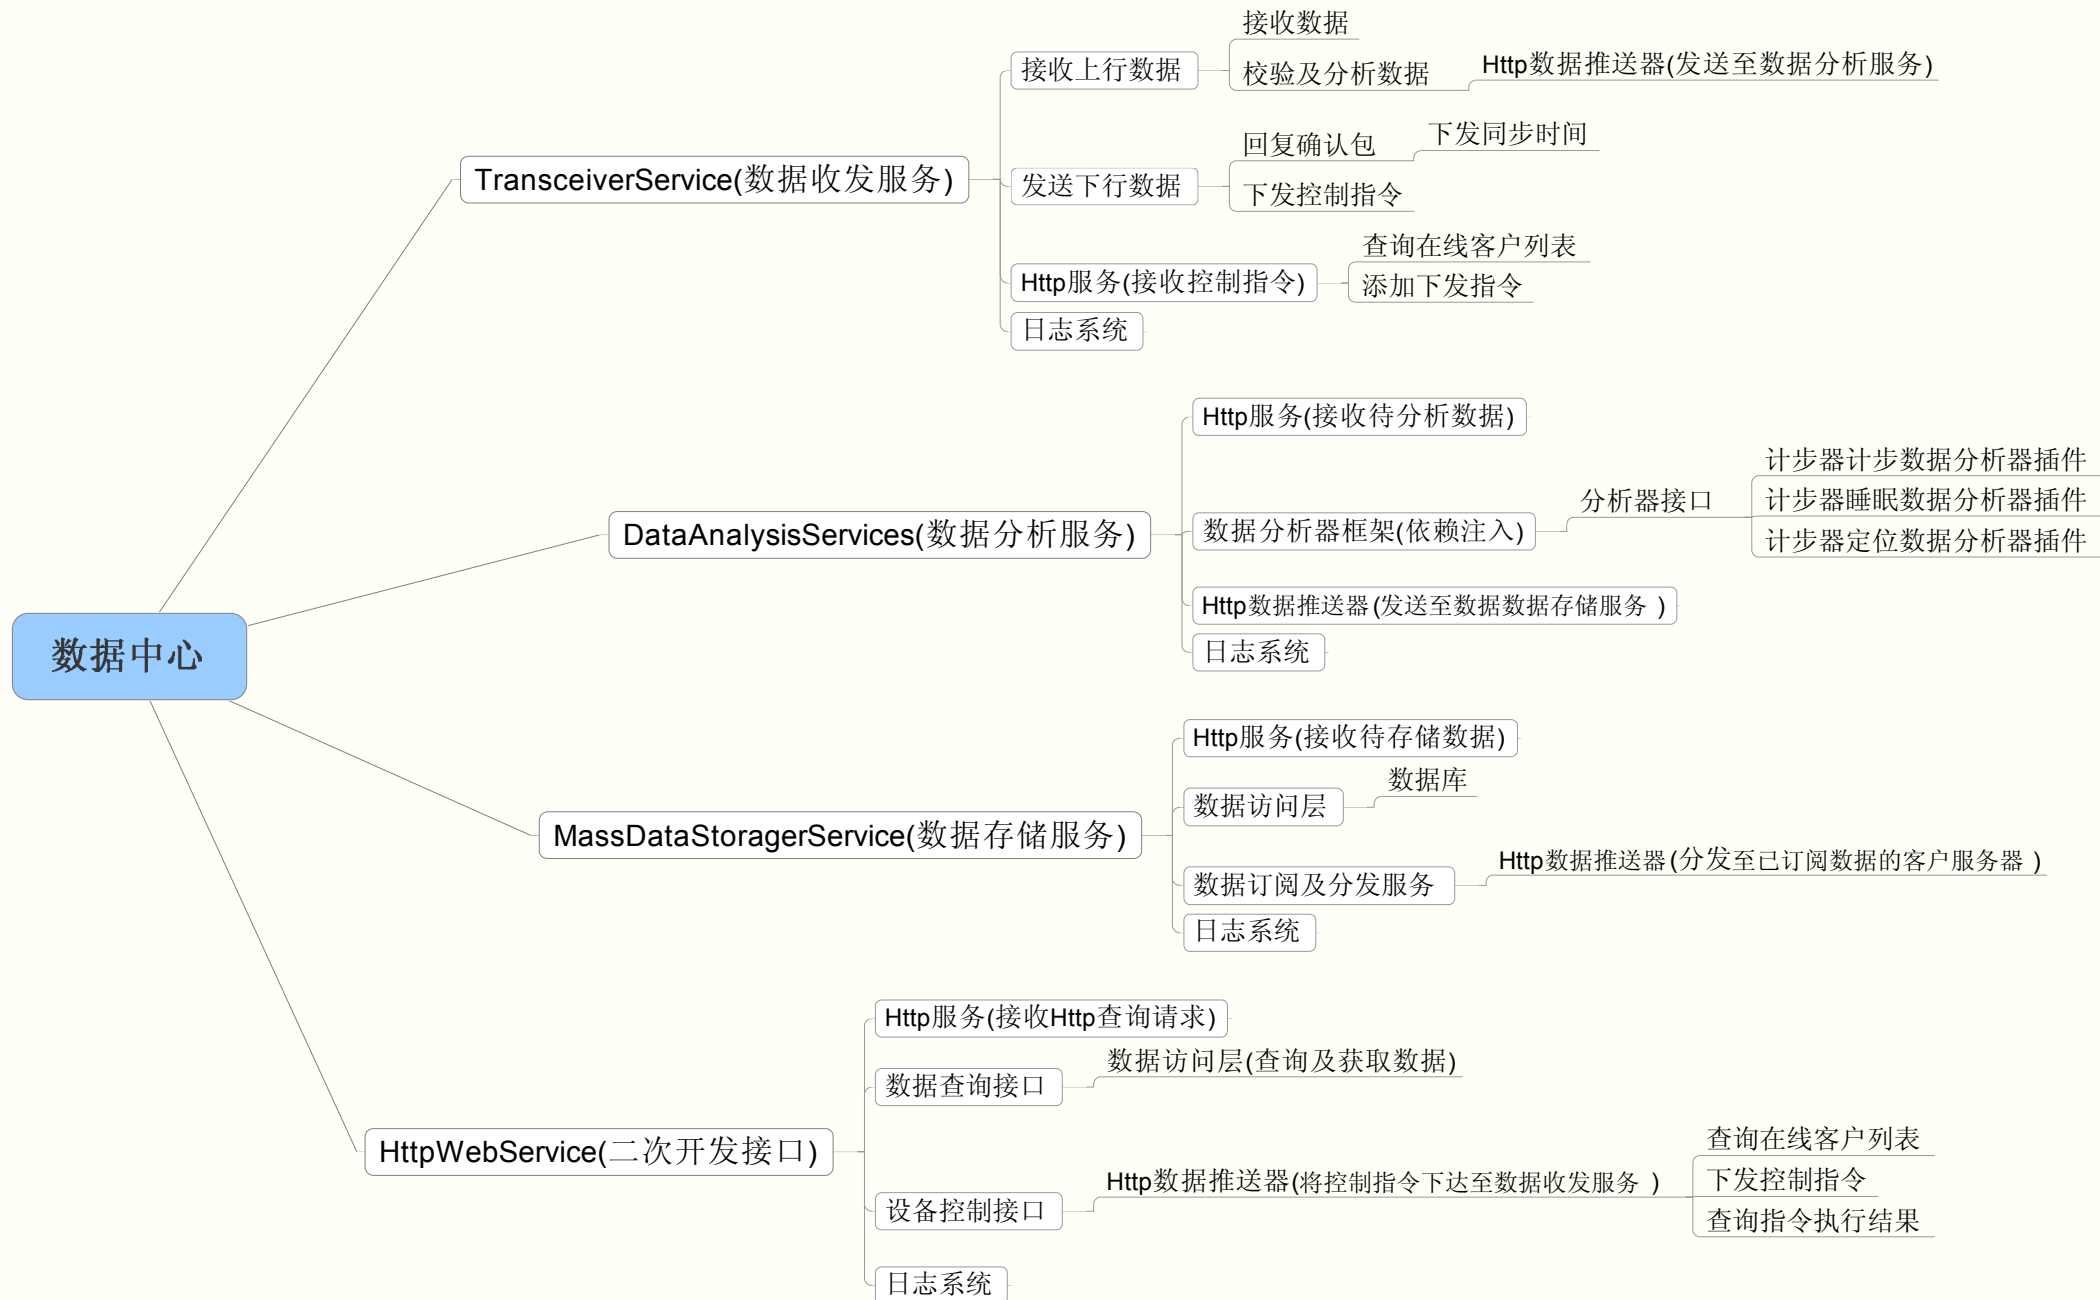 数据中心
TransceiverService(数据收发服务)
接收上行数据
接收数据
校验及分析数据
Http数据推送器(发送至数据分析服务)
发送下行数据
回复确认包
下发同步时间
下发控制指令
Http服务(接收控制指令)
查询在线客户列表
添加下发指令
日志系统
DataAnalysisServices(数据分析服务)
Http服务(接收待分析数据)
数据分析器框架(依赖注入)
分析器接口
计步器计步数据分析器插件
计步器睡眠数据分析器插件
计步器定位数据分析器插件
Http数据推送器(发送至数据数据存储服务 )
日志系统
MassDataStoragerService(数据存储服务)
Http服务(接收待存储数据)
数据访问层
数据库
数据订阅及分发服务
Http数据推送器(分发至已订阅数据的客户服务器 )
日志系统
HttpWebService(二次开发接口)
Http服务(接收Http查询请求)
数据查询接口
数据访问层(查询及获取数据)
设备控制接口
Http数据推送器(将控制指令下达至数据收发服务 )
查询在线客户列表
下发控制指令
查询指令执行结果
日志系统